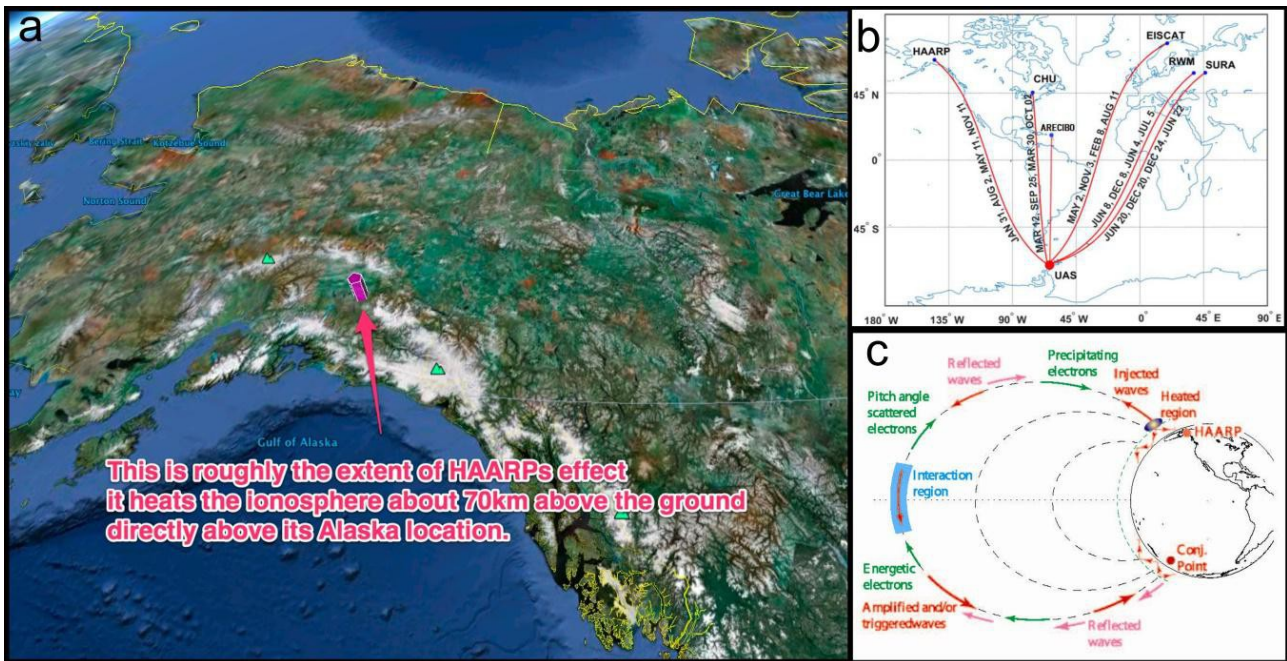 a
Bering Strait
Kotzebue Sound
Norton Sound
Great Bear Lake
Gulf of Alaska
This is roughly the extent of HAARPs effect
it heats the ionosphere about 70km above the ground
directly above its Alaska location.
b
HAARP
EISCAT
RWM
SURA
CHU
ARECIBO
45° N
0°
45° S
JAN 31, AUG 2, MAY 11 NOV 11
MAR 12, SEP 25, MAR 30, OCT 02
MAY 2, NOV 3, FEB 8, AUG 11
JUN 8, DEC 8, JUN 4, JUL 5
JUN 20, DEC 20, DEC 24, JUN 22
UAS
180° W
135° W
45° W
0°
45° E
90° E
c
Reflected
waves
Precipitating
electrons
Injected
waves
Heated
region
HAARP
Pitch angle
scattered
electrons
Interaction
region
Conj.
Point
Energetic
electrons
Amplified and/or
triggeredwaves
Reflected
waves